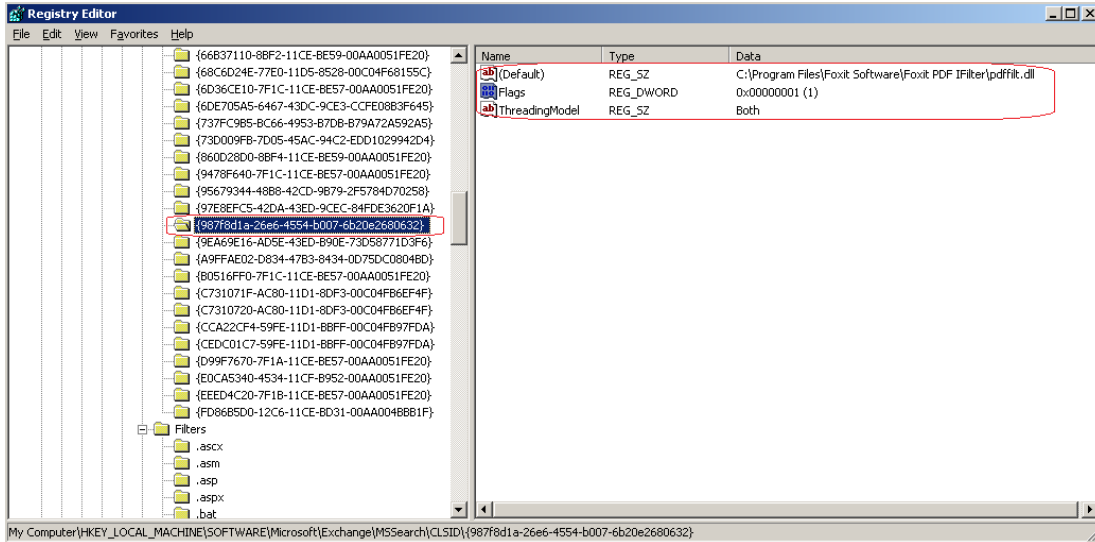 Registry Editor
File Edit View Favorites Help
{66B37110-8BF2-11CE-BE59-00AA0051FE20}
{68C6D24E-77E0-11D5-8528-00C04F68155C}
{6D36CE10-7F1C-11CE-BE57-00AA0051FE20}
{6DE705A5-6467-43DC-9CE3-CCFE08B3F645}
{737FC9B5-BC66-4953-B7DB-B79A72A592A5}
{73D009FB-7D05-45AC-94C2-EDD1029942D4}
{860D28D0-8BF4-11CE-BE59-00AA0051FE20}
{9478F640-7F1C-11CE-BE57-00AA0051FE20}
{95679344-48B8-42CD-9B79-2F5784D70258}
{97E8EFC5-42DA-43ED-9CEC-84FDE3620F1A}
{987f8d1a-26e6-4554-b007-6b20e2680632}
{9EA69E16-AD5E-43ED-B90E-73D58771D3F6}
{A9FFAE02-D834-47B3-8434-0D75DC0804BD}
{B0516FF0-7F1C-11CE-BE57-00AA0051FE20}
{C731071F-AC80-11D1-8DF3-00C04FB6EF4F}
{C7310720-AC80-11D1-8DF3-00C04FB6EF4F}
{CCA22CF4-59FE-11D1-BBFF-00C04FB97FDA}
{CEDC01C7-59FE-11D1-BBFF-00C04FB97FDA}
{D99F7670-7F1A-11CE-BE57-00AA0051FE20}
{E0CA5340-4534-11CF-B952-00AA0051FE20}
{EEED4C20-7F1B-11CE-BE57-00AA0051FE20}
{FD86B5D0-12C6-11CE-BD31-00AA004BBB1F}
Filters
.ascx
.asm
.asp
.aspx
.bat
Name Type Data
(Default) REG_SZ C:\Program Files\Foxit Software\Foxit PDF IFilter\pdffilt.dll
Flags REG_DWORD 0x00000001 (1)
ThreadingModel REG_SZ Both
My Computer\HKEY_LOCAL_MACHINE\SOFTWARE\Microsoft\Exchange\MSSearch\CLSID\{987f8d1a-26e6-4554-b007-6b20e2680632}